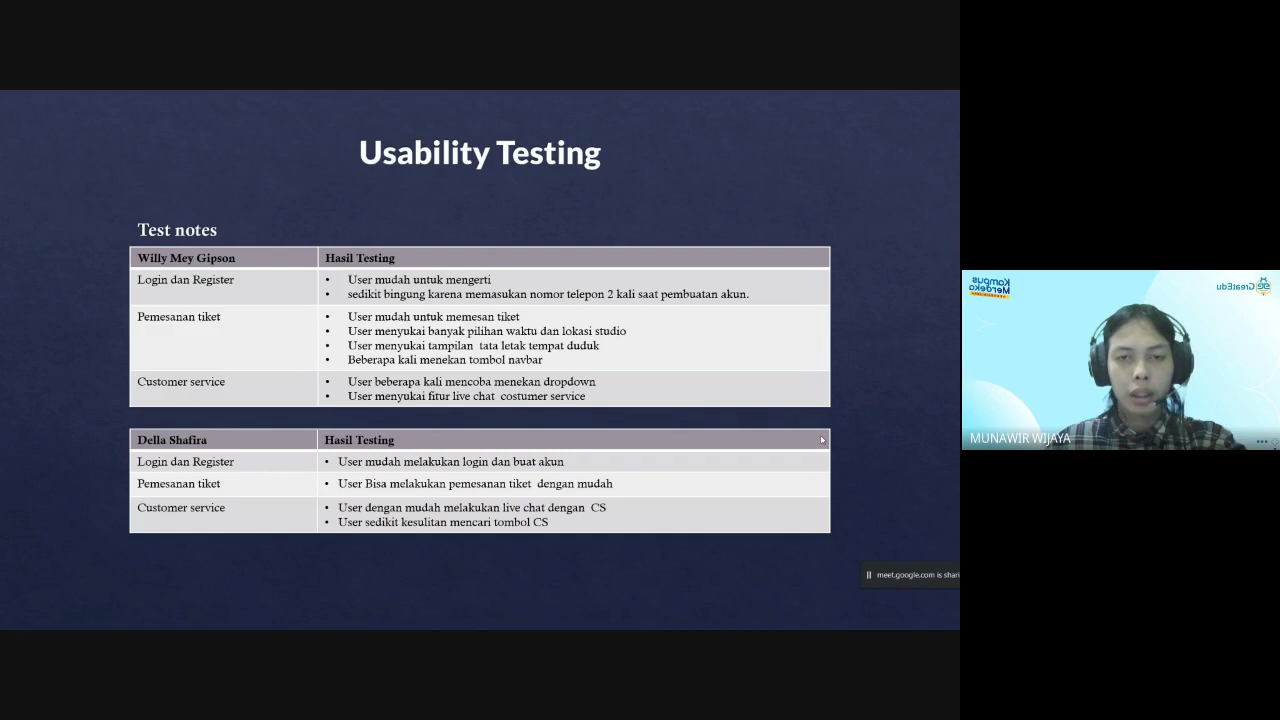 Usability Testing
Test notes
Willy Mey Gipson Hasil Testing
Login dan Register
• User mudah untuk mengerti
• sedikit bingung karena memasukan nomor telepon 2 kali saat pembuatan akun.
Pemesanan tiket
• User mudah untuk memesan tiket
• User menyukai banyak pilihan waktu dan lokasi studio
• User menyukai tampilan tata letak tempat duduk
• Beberapa kali menekan tombol navbar
Customer service
• User beberapa kali mencoba menekan dropdown
• User menyukai fitur live chat costumer service
Della Shafira Hasil Testing
Login dan Register
• User mudah melakukan login dan buat akun
Pemesanan tiket
• User Bisa melakukan pemesanan tiket dengan mudah
Customer service
• User dengan mudah melakukan live chat dengan CS
• User sedikit kesulitan mencari tombol CS
meet.google.com is shari
Kampus
Merdeka
GreatEdu
MUNAWIR WIJAYA